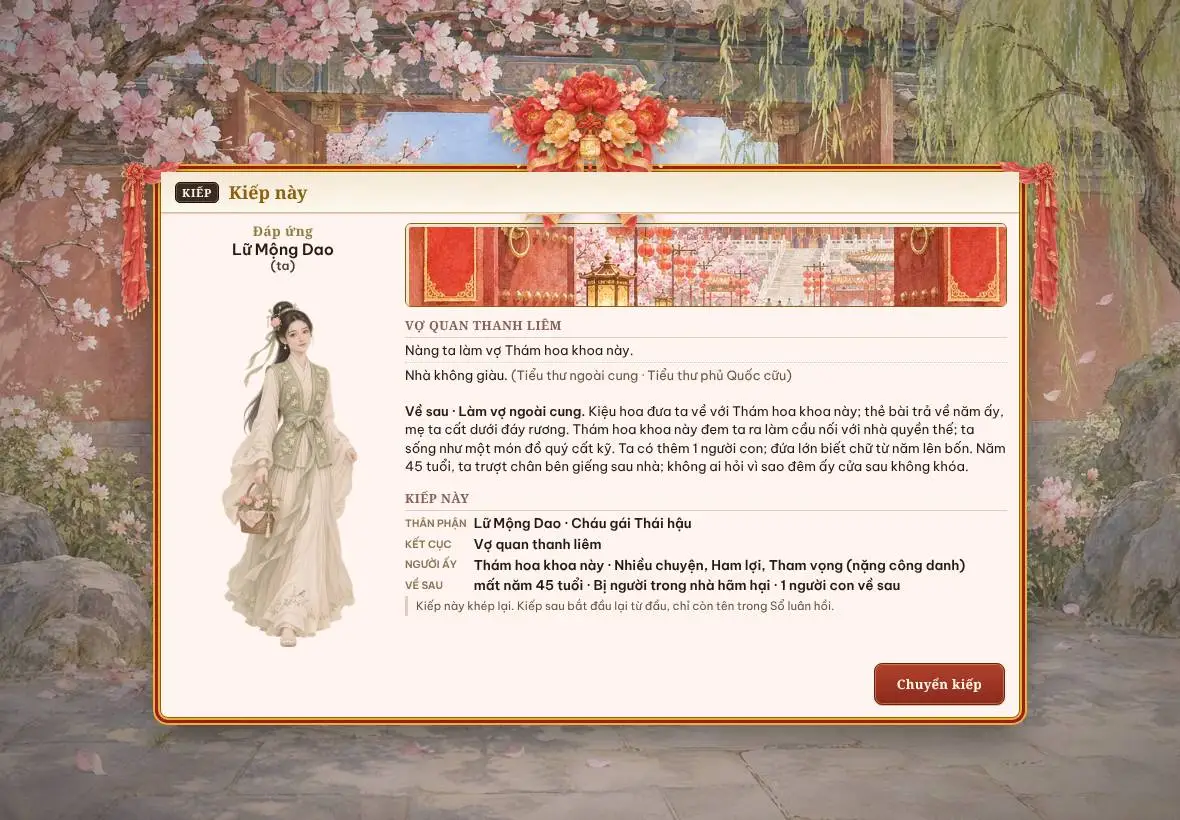 KIẾP Kiếp này
Đáp ứng
Lữ Mộng Dao
(ta)
VỢ QUAN THANH LIÊM
Nàng ta làm vợ Thám hoa khoa này.
Nhà không giàu. (Tiểu thư ngoài cung · Tiểu thư phủ Quốc cữu)
Về sau · Làm vợ ngoài cung. Kiệu hoa đưa ta về với Thám hoa khoa này; thẻ bài trả về năm ấy,
mẹ ta cất dưới đáy rương. Thám hoa khoa này đem ta ra làm cầu nối với nhà quyền thế; ta
sống như một món đồ quý cất kỹ. Ta có thêm 1 người con; đứa lớn biết chữ từ năm lên bốn. Năm
45 tuổi, ta trượt chân bên giếng sau nhà; không ai hỏi vì sao đêm ấy cửa sau không khóa.
KIẾP NÀY
THÂN PHẬN Lữ Mộng Dao · Cháu gái Thái hậu
KẾT CỤC Vợ quan thanh liêm
NGƯỜI ẤY Thám hoa khoa này · Nhiều chuyện, Ham lợi, Tham vọng (nặng công danh)
VỀ SAU mất năm 45 tuổi · Bị người trong nhà hãm hại · 1 người con về sau
Kiếp này khép lại. Kiếp sau bắt đầu lại từ đầu, chỉ còn tên trong Sổ luân hồi.
Chuyển kiếp